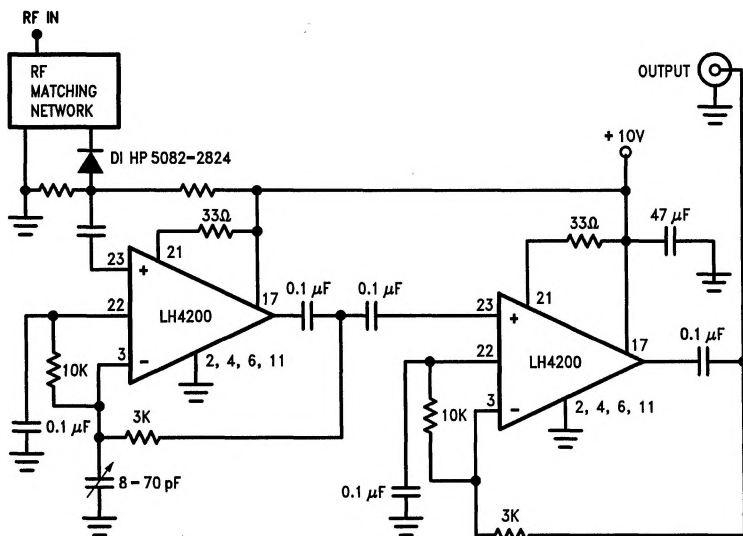 RF IN
RF
MATCHING
NETWORK
DI HP 5082-2824
OUTPUT
+ 10V
33Ω
21
23
+
22
LH4200
3
−
17
2, 4, 6, 11
10K
0.1 μF
3K
8-70 pF
0.1 μF
0.1 μF
33Ω
47 μF
21
23
+
22
LH4200
3
−
17
2, 4, 6, 11
0.1 μF
10K
0.1 μF
3K